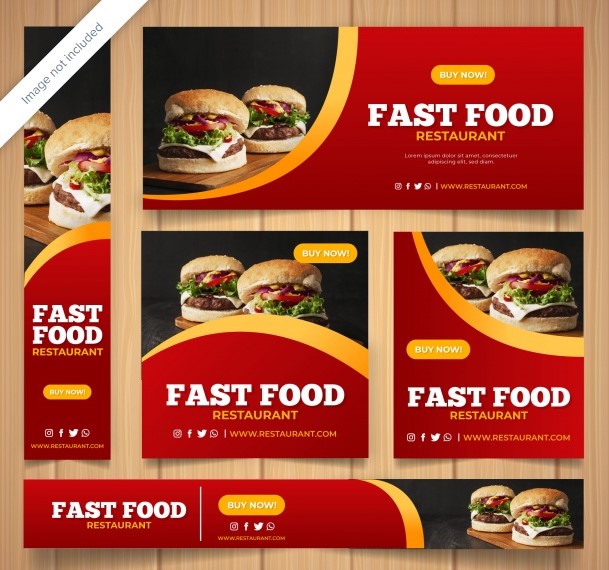 Image not included
BUY NOW!
FAST FOOD
RESTAURANT
Lorem ipsum dolor sit amet, consectetuer
adipiscing elit, sed diam.
| WWW.RESTAURANT.COM
FAST
FOOD
RESTAURANT
BUY NOW!
WWW.RESTAURANT.COM
BUY NOW!
FAST FOOD
RESTAURANT
| WWW.RESTAURANT.COM
BUY NOW!
FAST FOOD
RESTAURANT
| WWW.RESTAURANT.COM
FAST FOOD
RESTAURANT
BUY NOW!
WWW.RESTAURANT.COM